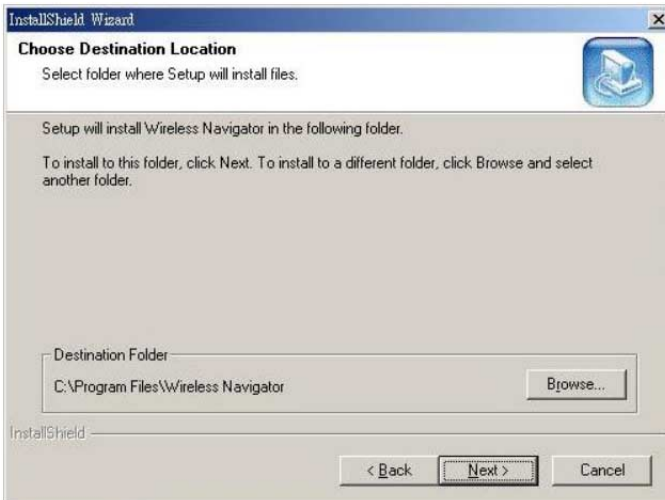 InstallShield Wizard
Choose Destination Location
Select folder where Setup will install files.
Setup will install Wireless Navigator in the following folder.
To install to this folder, click Next. To install to a different folder, click Browse and select
another folder.
Destination Folder
C:\Program Files\Wireless Navigator
Browse...
InstallShield
< Back
Next >
Cancel